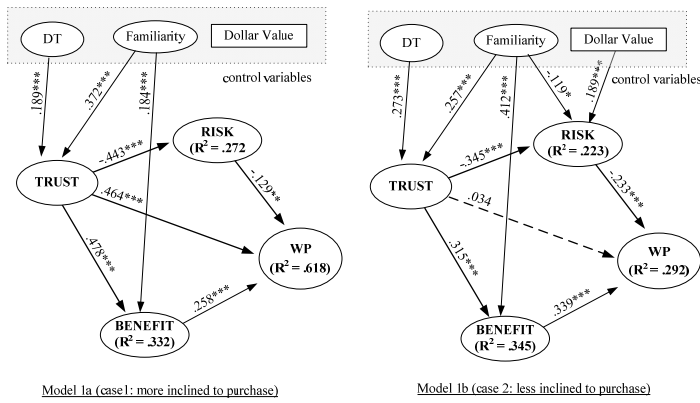 DT
Familiarity
Dollar Value
control variables
.189***
.372***
.184***
RISK
(R² = .272
-.443***
TRUST
.464***
-.129**
WP
(R² = .618)
.478***
.258***
BENEFIT
(R² = .332)
Model 1a (case1: more inclined to purchase)
DT
Familiarity
Dollar Value
control variables
.273***
.257***
.412***
-.119*
.189***
RISK
(R² = .223)
-.345***
TRUST
.034
-.233***
WP
(R² = .292)
.315***
.339***
BENEFIT
(R² = .345)
Model 1b (case 2: less inclined to purchase)